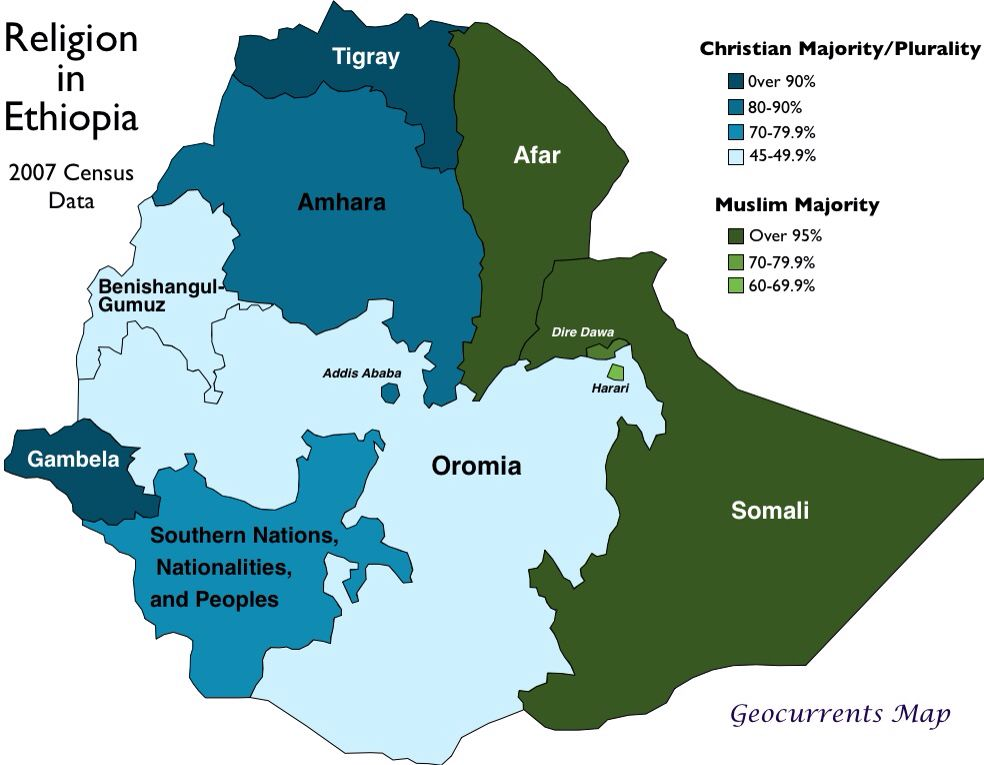 Religion
in
Ethiopia
2007 Census
Data
Christian Majority/Plurality
0ver 90%
80-90%
70-79.9%
45-49.9%
Muslim Majority
Over 95%
70-79.9%
60-69.9%
Tigray
Afar
Amhara
Benishangul-
Gumuz
Dire Dawa
Addis Ababa
Harari
Gambela
Oromia
Somali
Southern Nations,
Nationalities,
and Peoples
Geocurrents Map